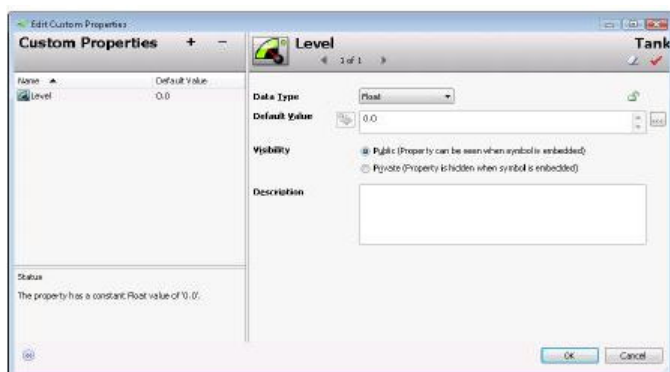 Edit Custom Properties
Custom Properties + −
Level
Tank
1 of 1
Name
Default Value
Level
0.0
Data Type
Float
Default Value
0.0
Visibility
Public (Property can be seen when symbol is embedded)
Private (Property is hidden when symbol is embedded)
Description
Status
The property has a constant Float value of '0.0'.
OK
Cancel